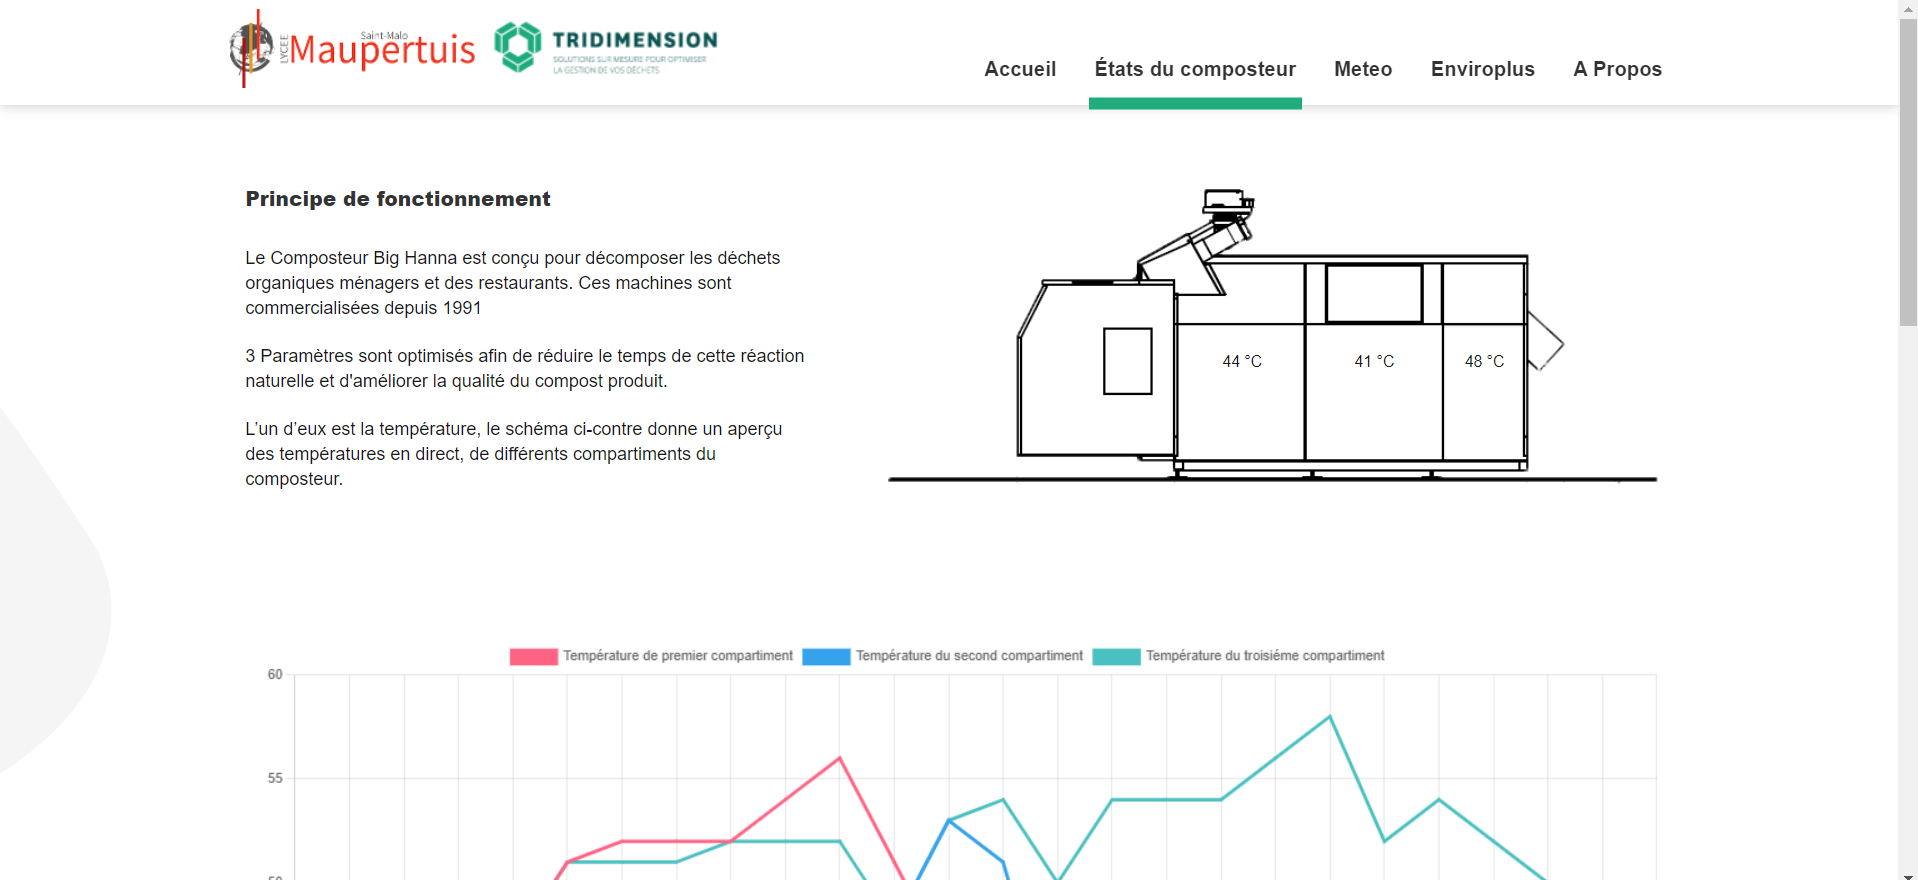 LYCEE
Saint-Malo
Maupertuis
TRIDIMENSION
SOLUTIONS SUR MESURE POUR OPTIMISER
LA GESTION DE VOS DÉCHETS
Accueil États du composteur Meteo Enviroplus A Propos
Principe de fonctionnement
Le Composteur Big Hanna est conçu pour décomposer les déchets
organiques ménagers et des restaurants. Ces machines sont
commercialisées depuis 1991
3 Paramètres sont optimisés afin de réduire le temps de cette réaction
naturelle et d'améliorer la qualité du compost produit.
L’un d’eux est la température, le schéma ci-contre donne un aperçu
des températures en direct, de différents compartiments du
composteur.
44 °C 41 °C 48 °C
Température de premier compartiment Température du second compartiment Température du troisiéme compartiment
60
55
50